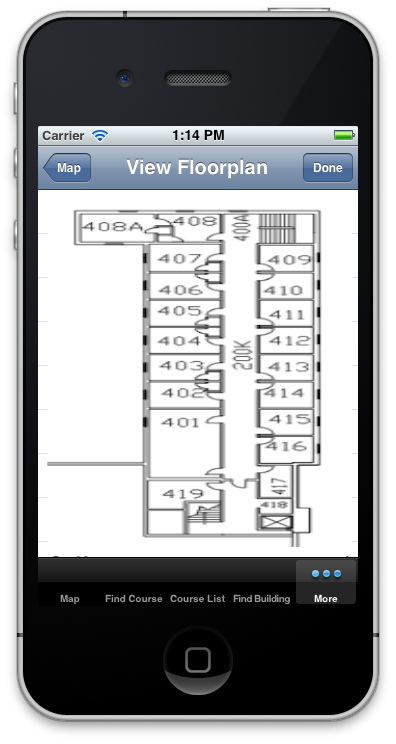 Carrier 1:14 PM
Map View Floorplan Done
408A 408 400A
407 409
406 410
405 411
404 412
200K
403 413
402 414
401 415
416
417
419 418
Map Find Course Course List Find Building More